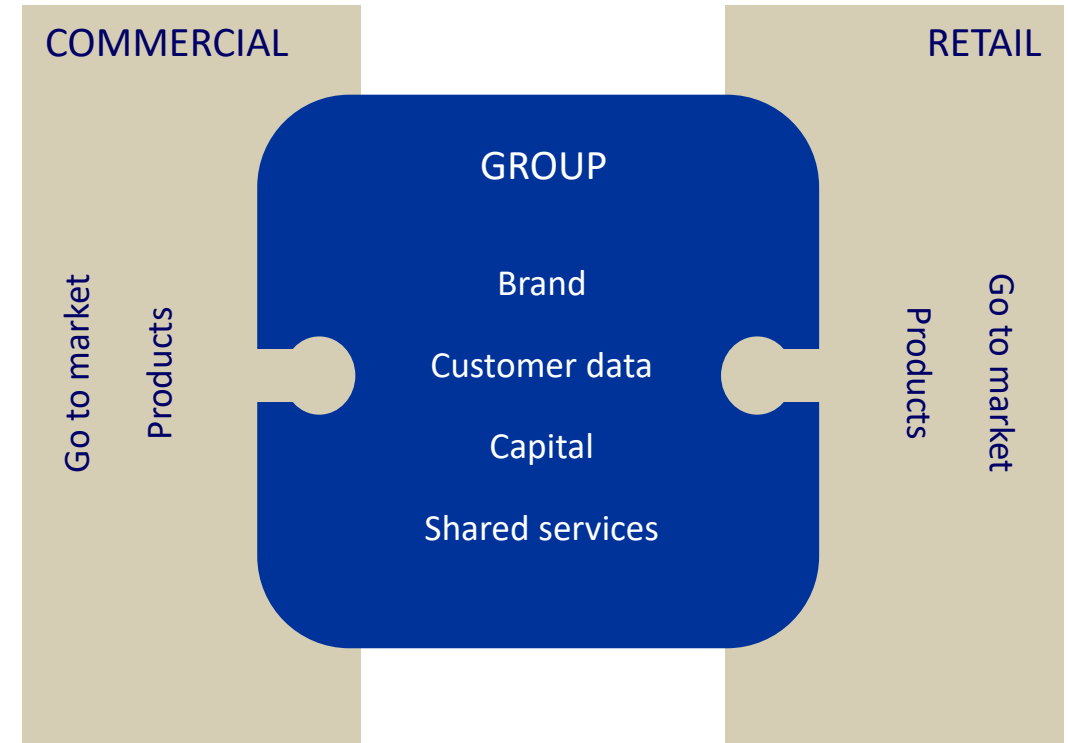 COMMERCIAL
Go to market
Products
GROUP
Brand
Customer data
Capital
Shared services
RETAIL
Products
Go to market